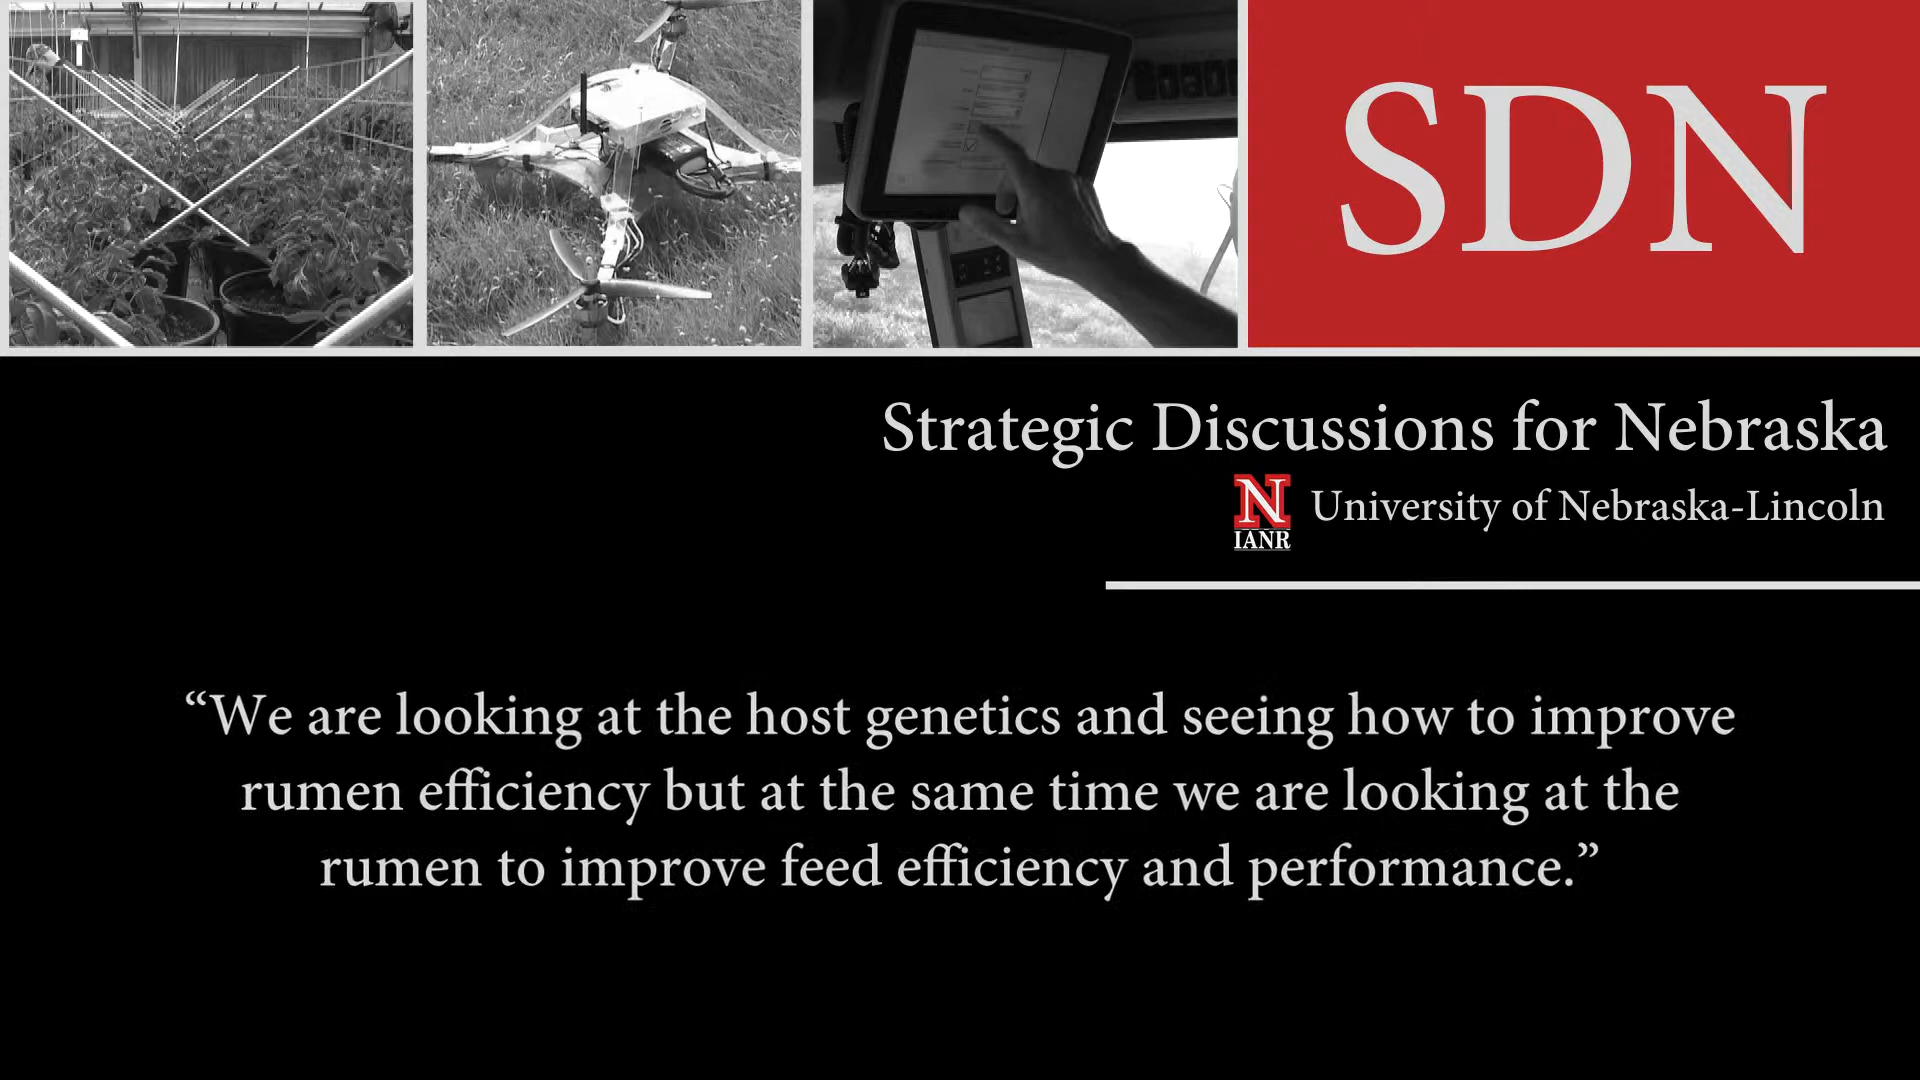 SDN
Strategic Discussions for Nebraska
N
IANR
University of Nebraska-Lincoln
“We are looking at the host genetics and seeing how to improve
rumen efficiency but at the same time we are looking at the
rumen to improve feed efficiency and performance.”